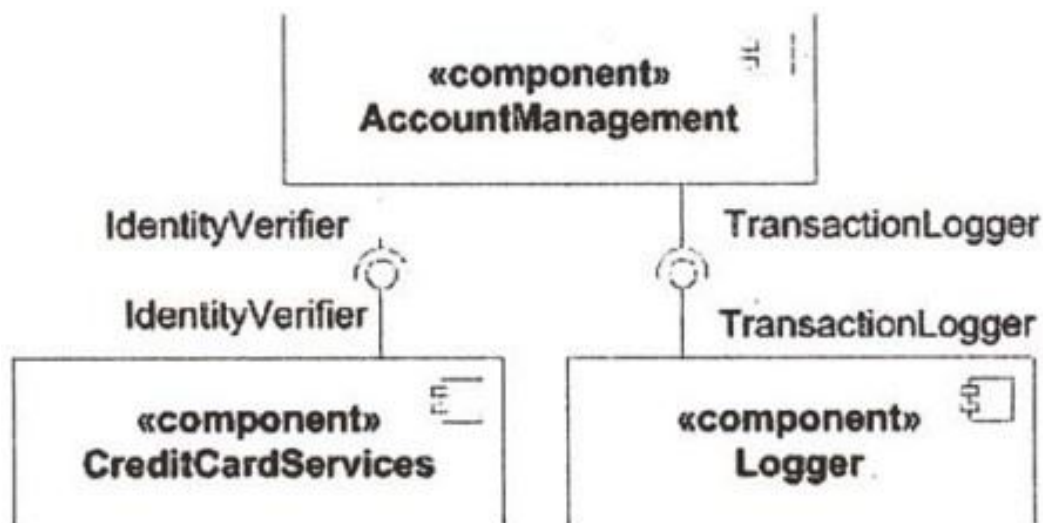 «component»
AccountManagement
IdentityVerifier
TransactionLogger
IdentityVerifier
TransactionLogger
«component»
CreditCardServices
«component»
Logger